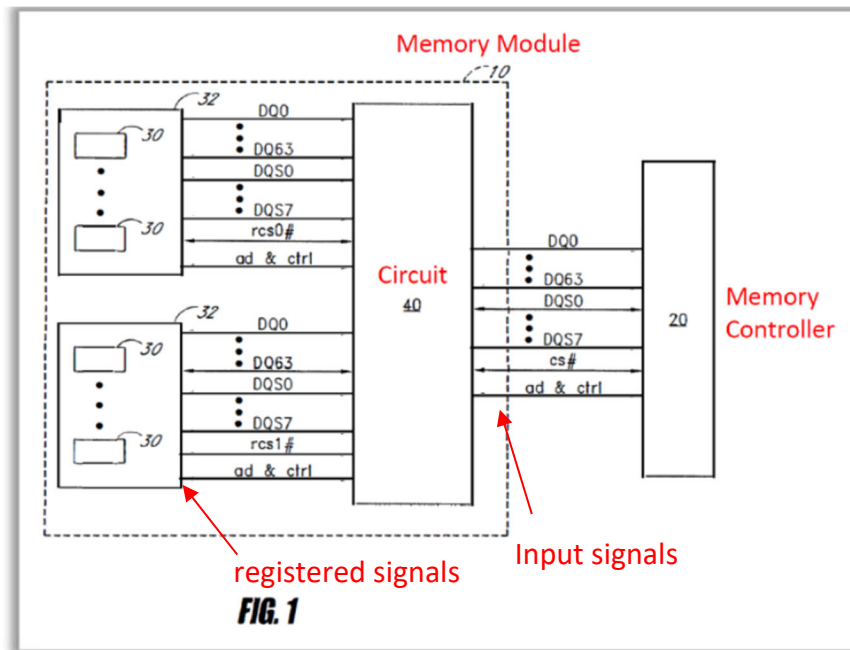 Memory Module
10
32
30
30
DQ0
DQ63
DQS0
DQS7
rcs0#
ad & ctrl
32
30
30
DQ0
DQ63
DQS0
DQS7
rcs1#
ad & ctrl
Circuit
40
DQ0
DQ63
DQS0
DQS7
cs#
ad & ctrl
20
Memory
Controller
registered signals
Input signals
FIG. 1